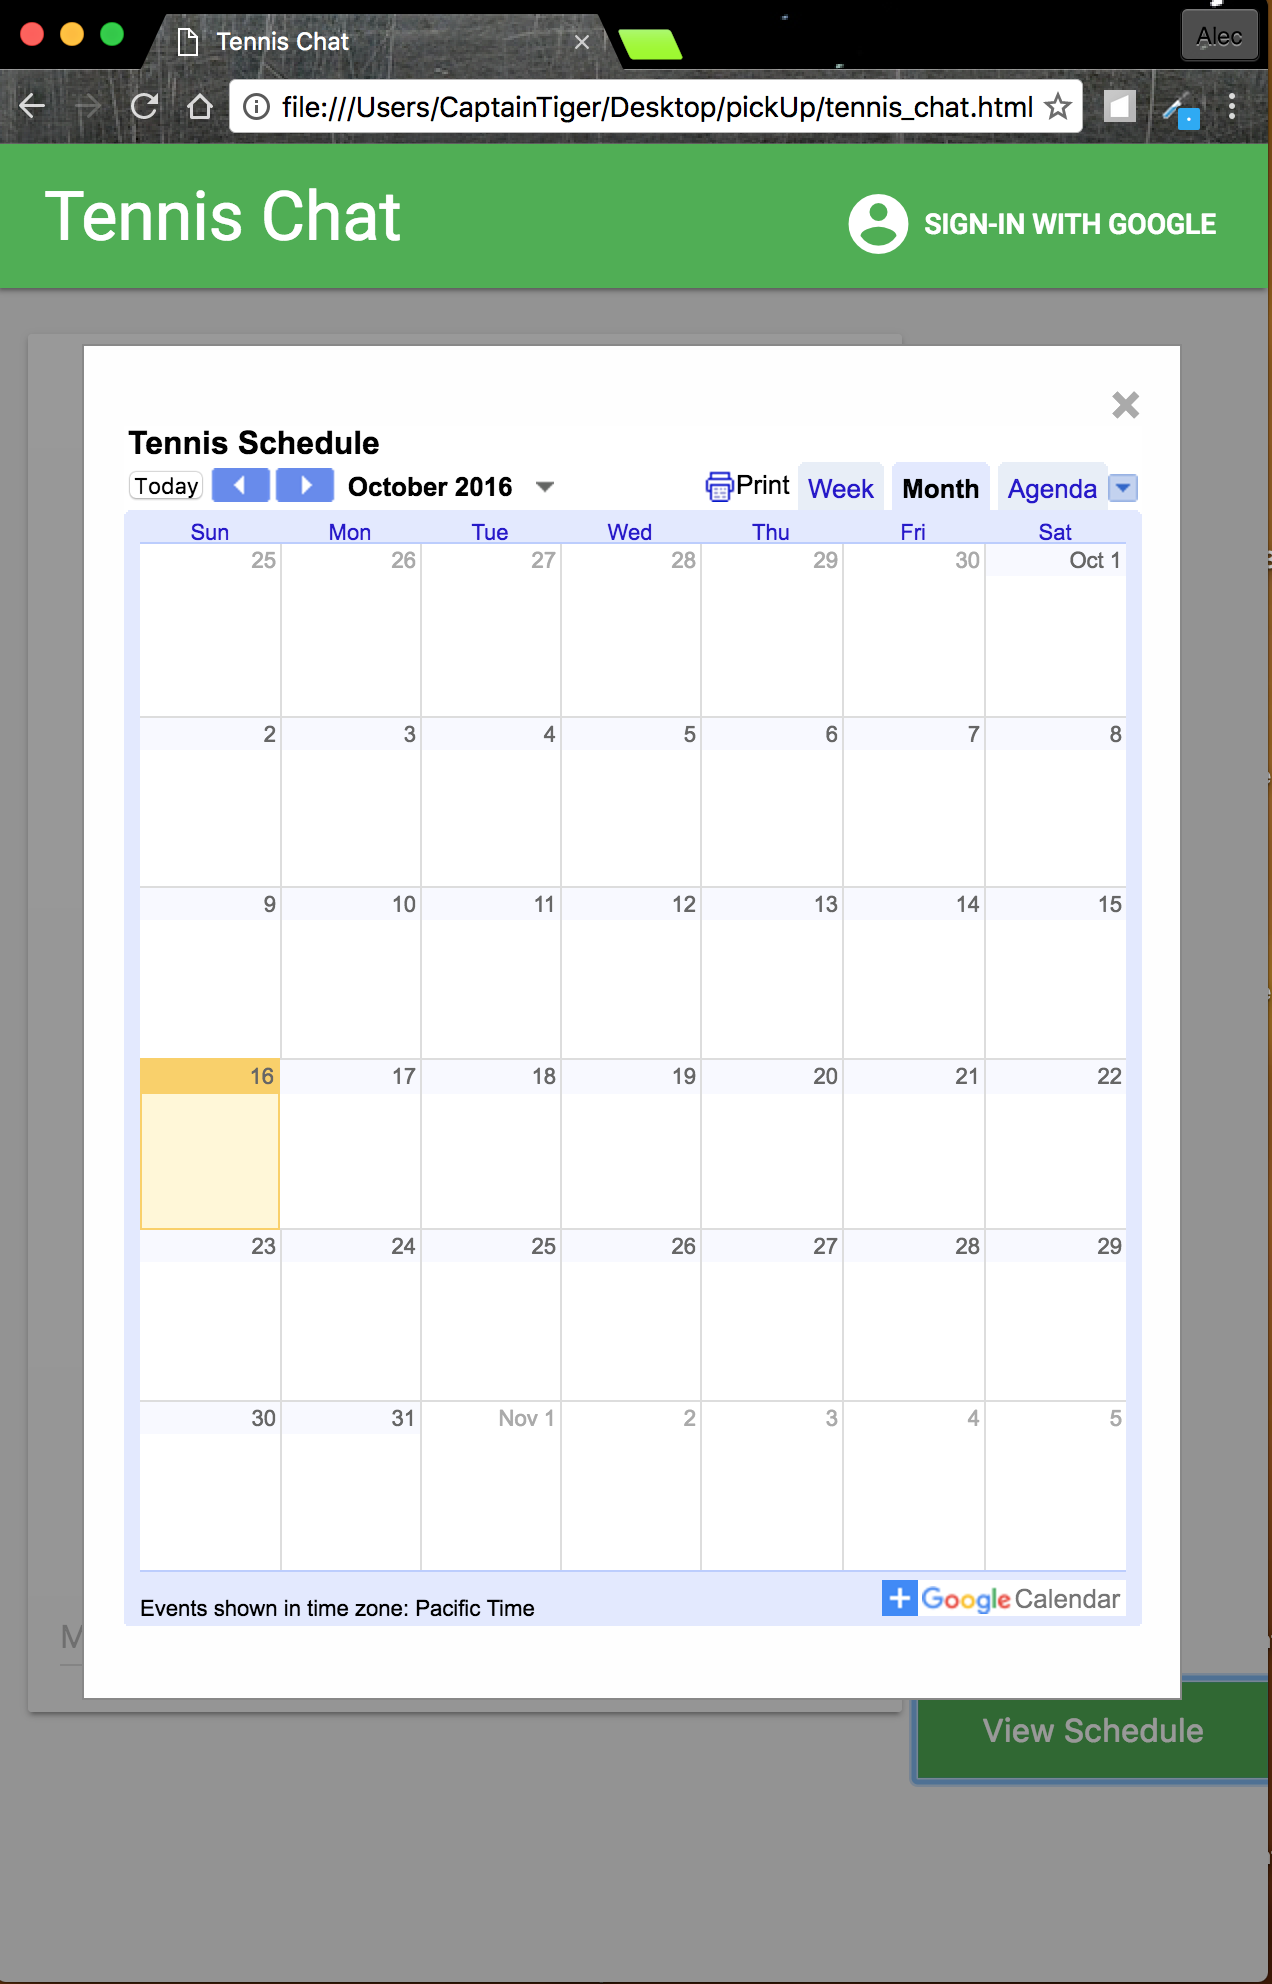 Tennis Chat
Alec
file:///Users/CaptainTiger/Desktop/pickUp/tennis_chat.html
Tennis Chat
SIGN-IN WITH GOOGLE
Tennis Schedule
Today October 2016 Print Week Month Agenda
Sun Mon Tue Wed Thu Fri Sat
25 26 27 28 29 30 Oct 1
2 3 4 5 6 7 8
9 10 11 12 13 14 15
16 17 18 19 20 21 22
23 24 25 26 27 28 29
30 31 Nov 1 2 3 4 5
Events shown in time zone: Pacific Time
Google Calendar
View Schedule